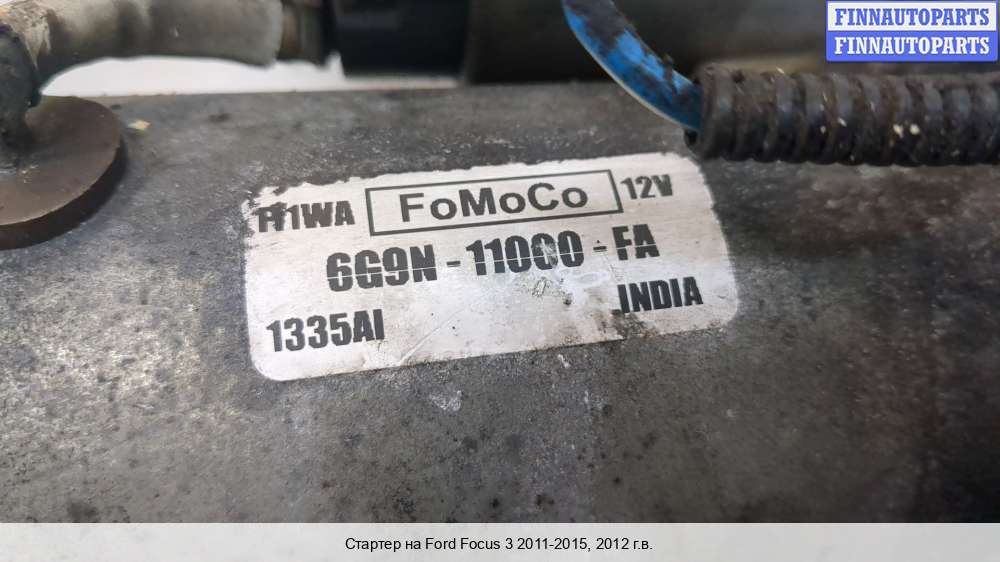 FINNAUTOPARTS
FINNAUTOPARTS
FoMoCo 12V
6G9N - 11000 - FA
1335AI INDIA
Стартер на Ford Focus 3 2011-2015, 2012 г.в.